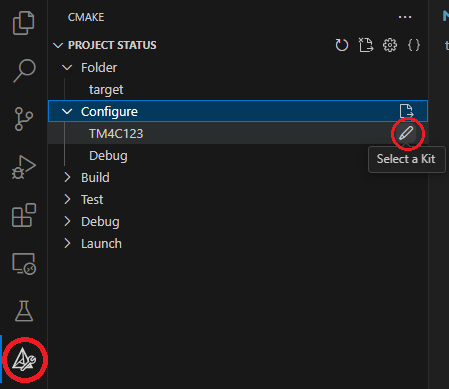 CMAKE
PROJECT STATUS
Folder
target
Configure
TM4C123
Debug
Select a Kit
Build
Test
Debug
Launch